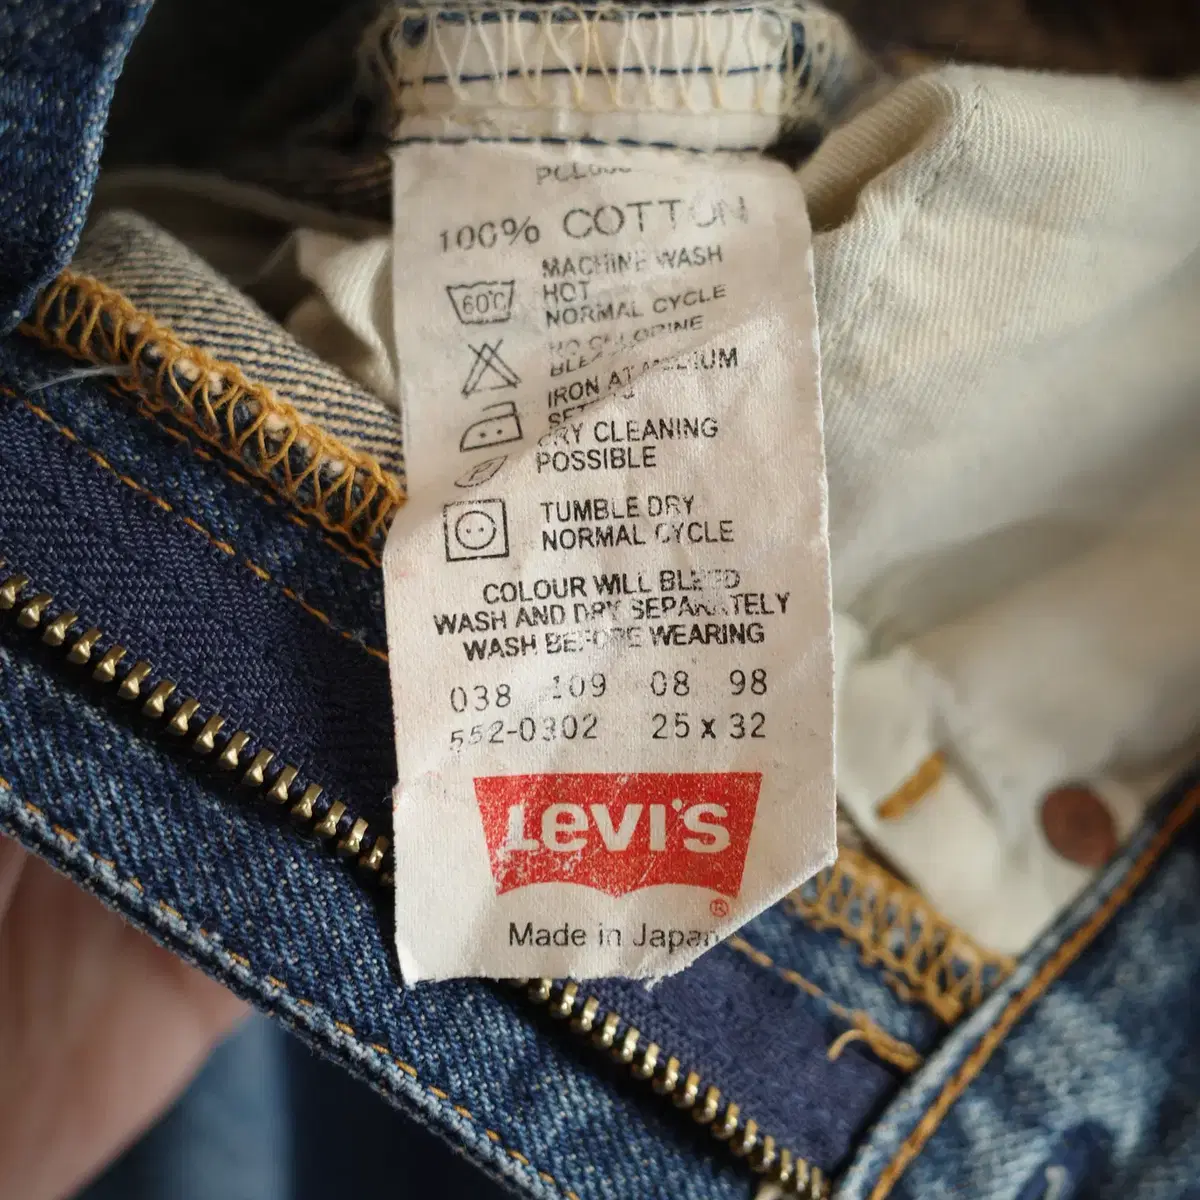 100% COTTON
MACHINE WASH
60°C HOT
NORMAL CYCLE
NO CHLORINE
IRON AT MEDIUM
DRY CLEANING
P POSSIBLE
TUMBLE DRY
NORMAL CYCLE
COLOUR WILL BLEED
WASH AND DRY SEPARATELY
WASH BEFORE WEARING
038 109 08 98
552-0302 25 x 32
LEVI'S
®
Made in Japan